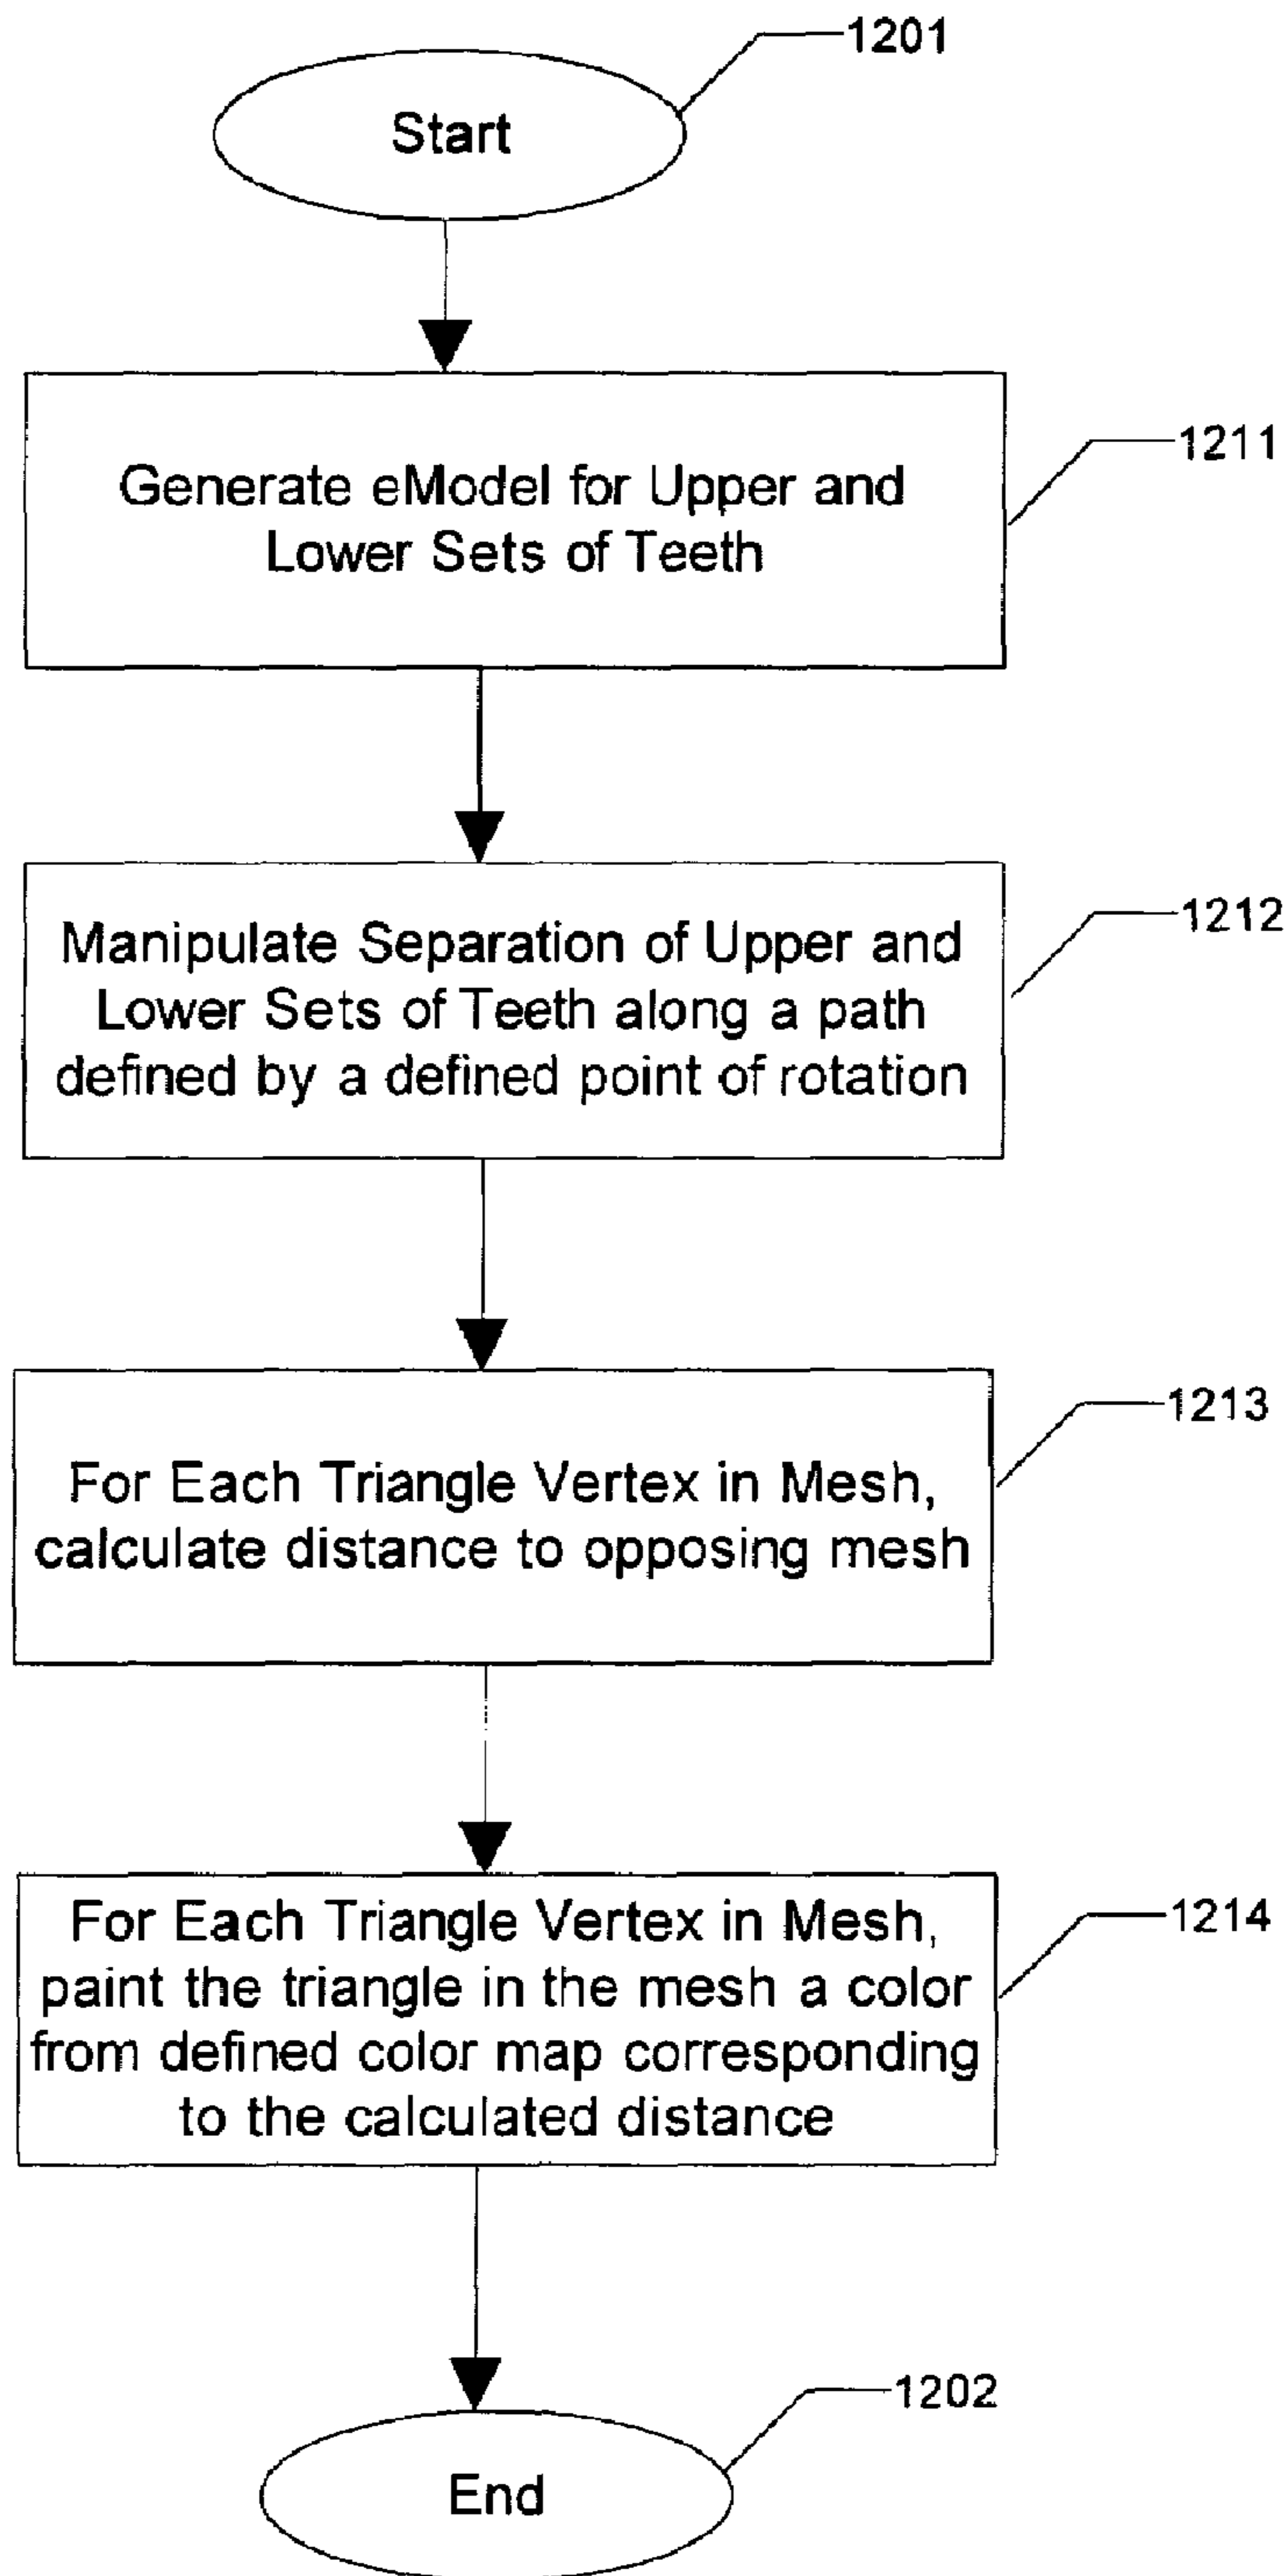 1201
Start
1211
Generate eModel for Upper and
Lower Sets of Teeth
1212
Manipulate Separation of Upper and
Lower Sets of Teeth along a path
defined by a defined point of rotation
1213
For Each Triangle Vertex in Mesh,
calculate distance to opposing mesh
1214
For Each Triangle Vertex in Mesh,
paint the triangle in the mesh a color
from defined color map corresponding
to the calculated distance
1202
End